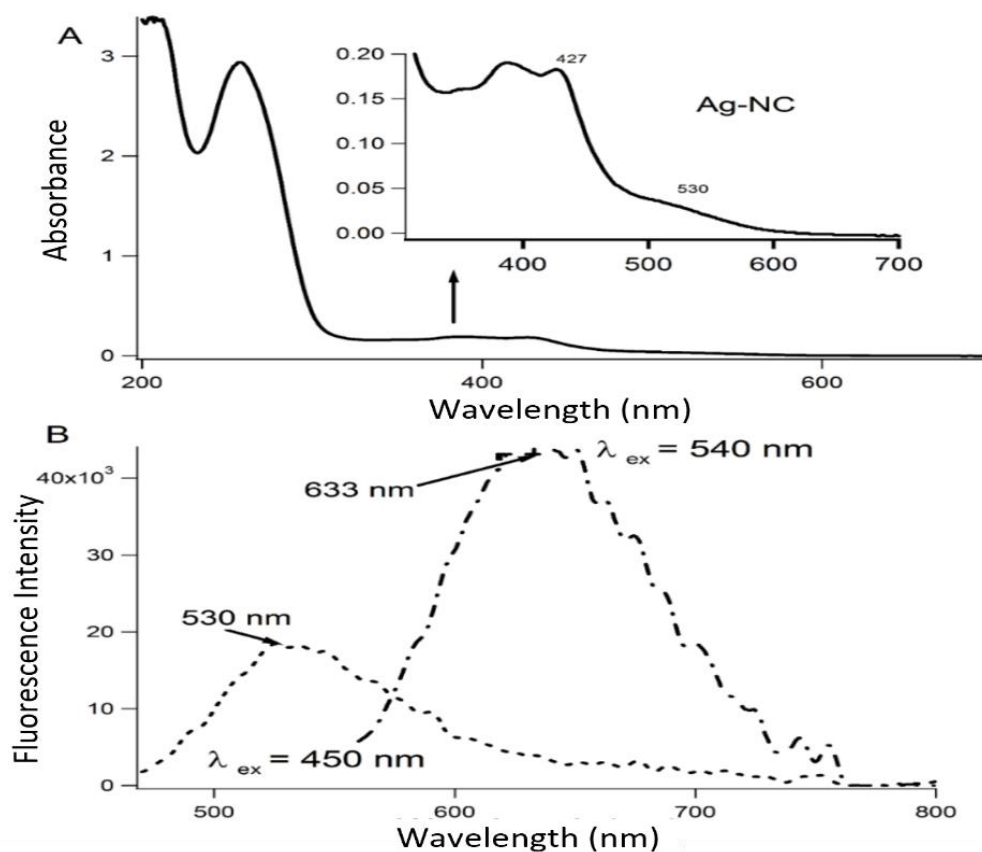 A
Absorbance
3
2
1
0
200
400
600
Wavelength (nm)
0.20
0.15
0.10
0.05
0.00
427
530
Ag-NC
400
500
600
700
B
Fluorescence Intensity
40x10³
30
20
10
0
530 nm
633 nm
λ ex = 540 nm
λ ex = 450 nm
500
600
700
800
Wavelength (nm)